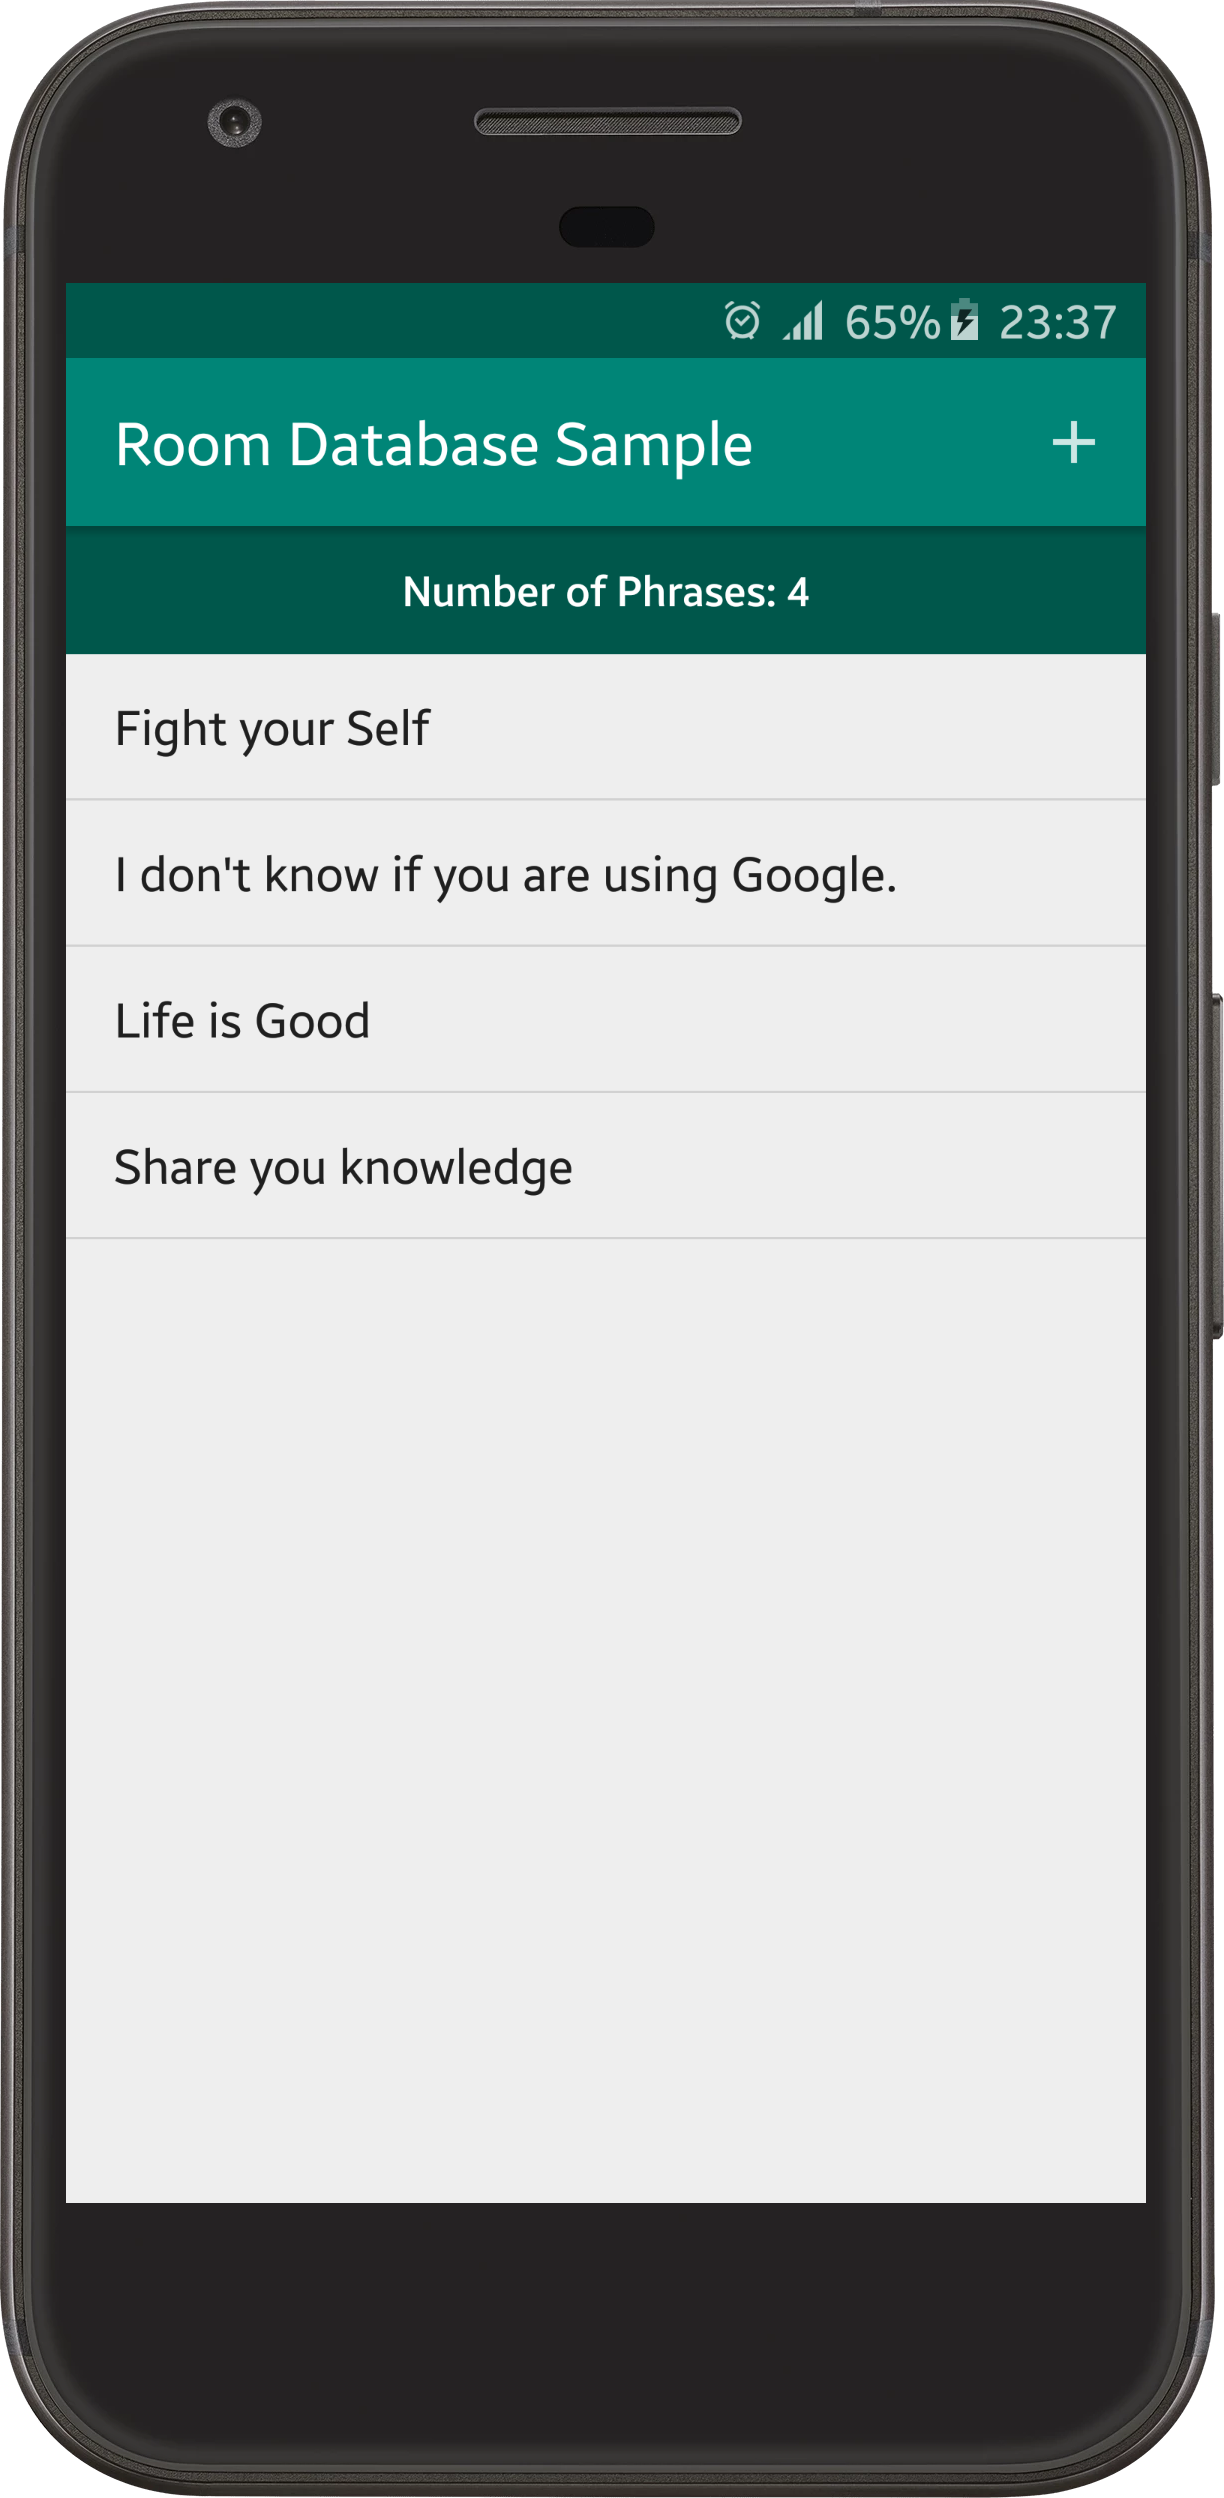 65% 23:37
Room Database Sample +
Number of Phrases: 4
Fight your Self
I don't know if you are using Google.
Life is Good
Share you knowledge